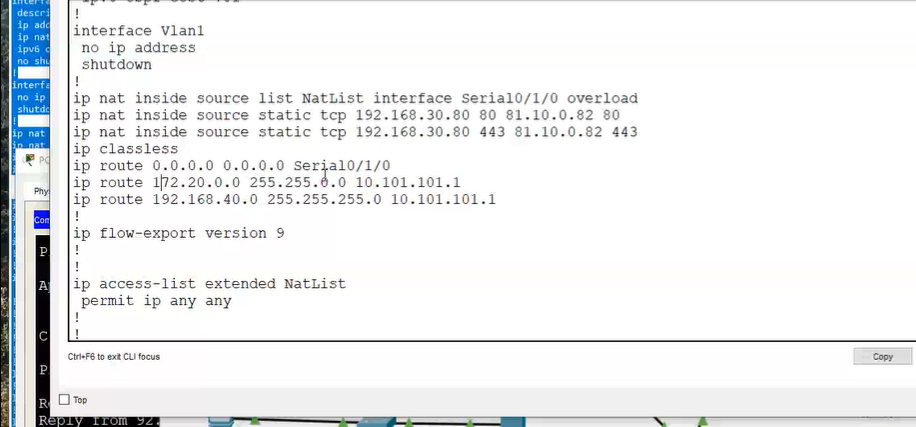 !
interface Vlan1
no ip address
shutdown
!
ip nat inside source list NatList interface Serial0/1/0 overload
ip nat inside source static tcp 192.168.30.80 80 81.10.0.82 80
ip nat inside source static tcp 192.168.30.80 443 81.10.0.82 443
ip classless
ip route 0.0.0.0 0.0.0.0 Serial0/1/0
ip route 172.20.0.0 255.255.0.0 10.101.101.1
ip route 192.168.40.0 255.255.255.0 10.101.101.1
!
ip flow-export version 9
!
!
ip access-list extended NatList
permit ip any any
!
!
Ctrl+F6 to exit CLI focus
Copy
Top
Reply from 92.